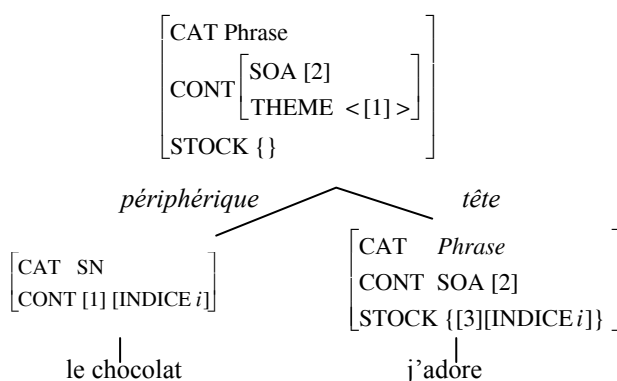 CAT Phrase
CONT [SOA [2]
THEME <[1]>]
STOCK {}
périphérique tête
CAT SN
CONT [1] [INDICE i]
CAT Phrase
CONT SOA [2]
STOCK {[3][INDICE i]}
le chocolat j'adore